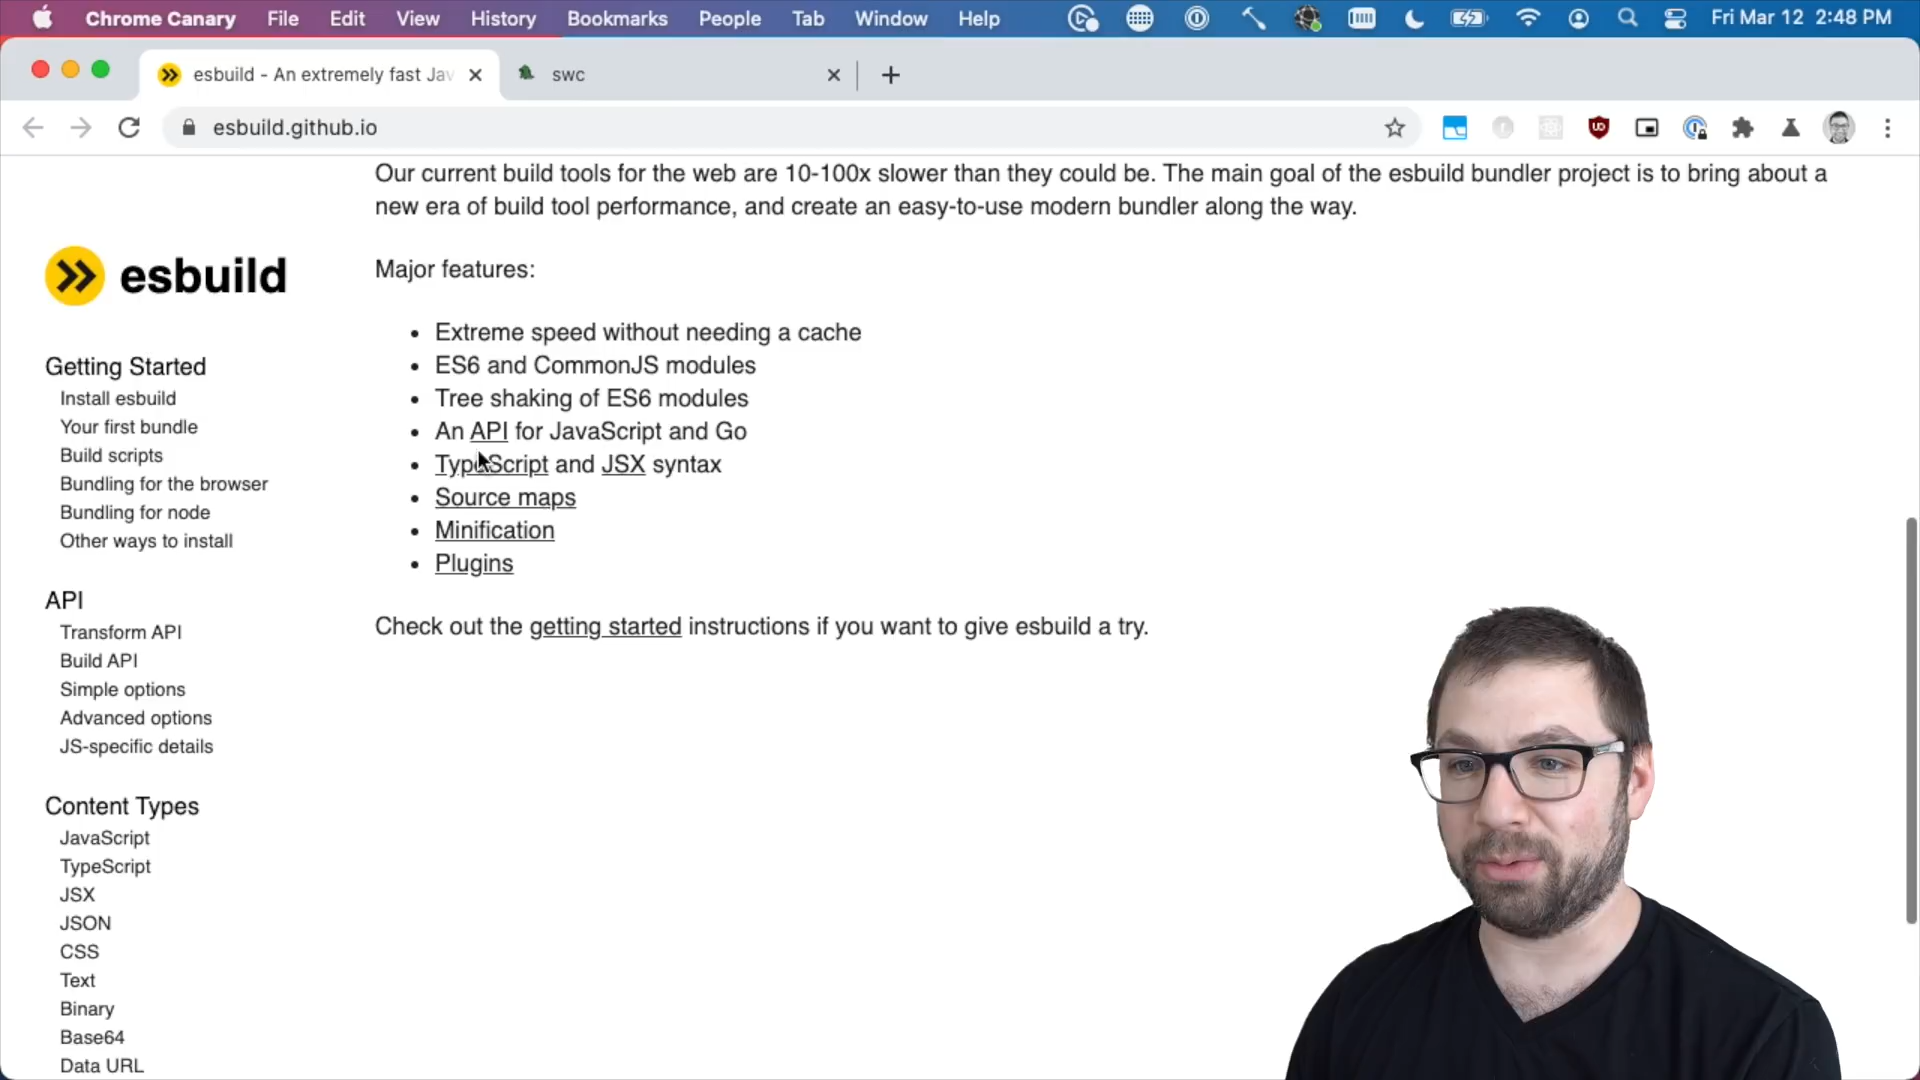 Chrome Canary File Edit View History Bookmarks People Tab Window Help Fri Mar 12 2:48 PM
esbuild - An extremely fast Jav
swc
esbuild.github.io
Our current build tools for the web are 10-100x slower than they could be. The main goal of the esbuild bundler project is to bring about a
new era of build tool performance, and create an easy-to-use modern bundler along the way.
esbuild
Getting Started
Install esbuild
Your first bundle
Build scripts
Bundling for the browser
Bundling for node
Other ways to install
API
Transform API
Build API
Simple options
Advanced options
JS-specific details
Content Types
JavaScript
TypeScript
JSX
JSON
CSS
Text
Binary
Base64
Data URL
Major features:
• Extreme speed without needing a cache
• ES6 and CommonJS modules
• Tree shaking of ES6 modules
• An API for JavaScript and Go
• TypeScript and JSX syntax
• Source maps
• Minification
• Plugins
Check out the getting started instructions if you want to give esbuild a try.